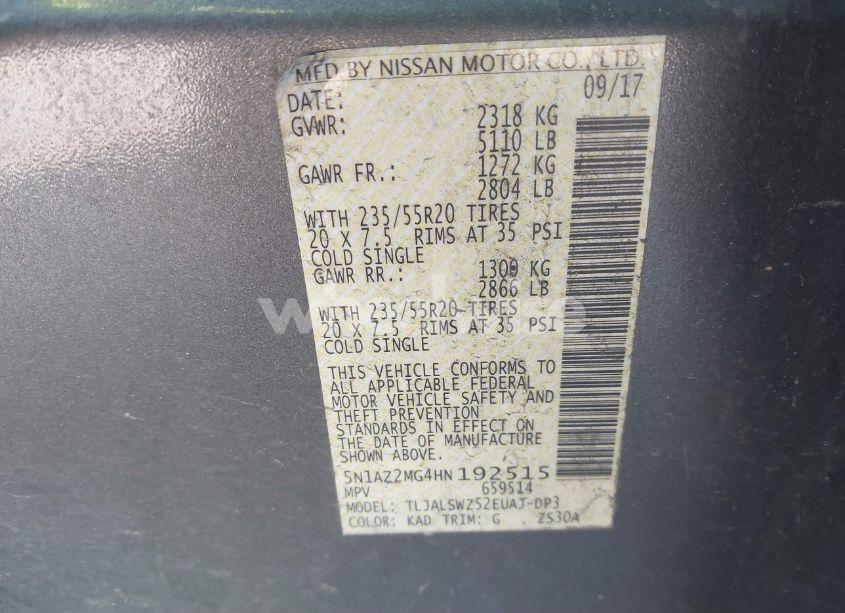 MFD BY NISSAN MOTOR CO., LTD.
DATE: 09/17
GVWR: 2318 KG
5110 LB
GAWR FR.: 1272 KG
2804 LB
WITH 235/55R20 TIRES
20 X 7.5 RIMS AT 35 PSI
COLD SINGLE
GAWR RR.: 1300 KG
2866 LB
WITH 235/55R20 TIRES
20 X 7.5 RIMS AT 35 PSI
COLD SINGLE
THIS VEHICLE CONFORMS TO
ALL APPLICABLE FEDERAL
MOTOR VEHICLE SAFETY AND
THEFT PREVENTION
STANDARDS IN EFFECT ON
THE DATE OF MANUFACTURE
SHOWN ABOVE.
5N1AZ2MG4HN192515
MPV 659514
MODEL: TLJALSWZ52EUAJ-DP3
COLOR: KAD TRIM: G ZS30A